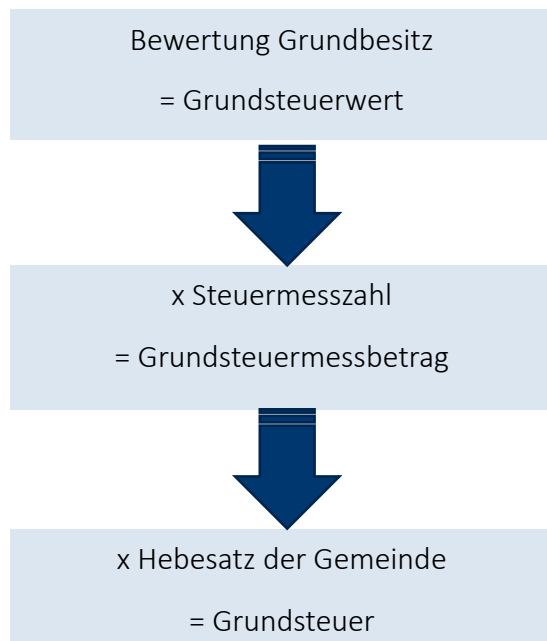 Bewertung Grundbesitz
= Grundsteuerwert
x Steuermesszahl
= Grundsteuermessbetrag
x Hebesatz der Gemeinde
= Grundsteuer